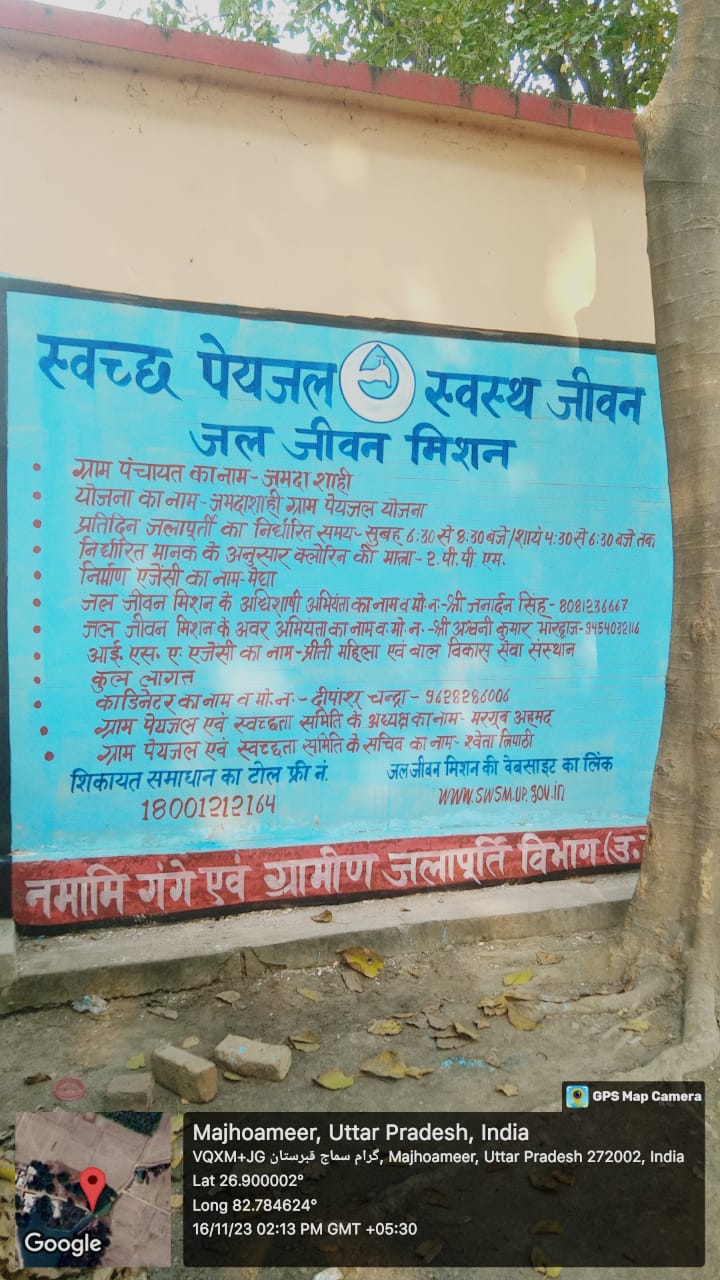 स्वच्छ पेयजल स्वस्थ जीवन
जल जीवन मिशन
• ग्राम पंचायत का नाम- जमदा शाही
• योजना का नाम- जमदाशाही ग्राम पेयजल योजना
• प्रतिदिन जलापूर्ती का निर्धारित समय- सुबह 6:30 से 8:30 बजे/शायं 4:30 से 6:30 बजे तक
• निर्धारित मानक के अनुसार क्लोरिन की मात्रा- 2. पी. पी एम.
• निर्माण एजेंसी का नाम- मेघा
• जल जीवन मिशन के अधिशाषी अभियंता का नाम व मो. न:- श्री जनार्दन सिंह- 8081236667
• जल जीवन मिशन के अवर अभियंता का नाम व. मो. न.- श्री अश्वनी कुमार भारद्वाज- 9454032116
• आई. एस. ए. एजेंसी का नाम- प्रीती महिला एवं बाल विकास सेवा संस्थान
• कुल लागत्त
• कार्डिनेटर का नाम व मो. न. - दीपांशु चन्द्रा- 9628286006
• ग्राम पेयजल एवं स्वच्छता समिति के अध्यक्ष का नाम- मरगूब अहमद
• ग्राम पेयजल एवं स्वच्छता समिति के सचिव का नाम- श्वेता त्रिपाठी
शिकायत समाधान का टोल फ्री नं. जल जीवन मिशन की वेबसाइट का लिंक
18001212164 www.swsm.up.gov.in
नमामि गंगे एवं ग्रामीण जलापूर्ति विभाग (उ.
GPS Map Camera
Majhoameer, Uttar Pradesh, India
VQXM+JG گرام سماج قبرستان, Majhoameer, Uttar Pradesh 272002, India
Lat 26.900002°
Long 82.784624°
16/11/23 02:13 PM GMT +05:30
Google